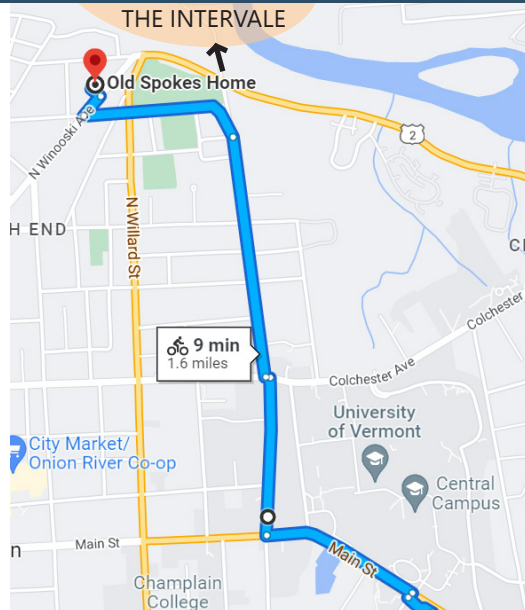 THE INTERVALE
Old Spokes Home
N Winooski Ave
2
N Willard St
H END
Cl
Colchester
9 min
1.6 miles
Colchester Ave
University
of Vermont
City Market/
Onion River Co-op
Central
Campus
n
Main St
Main St
Champlain
College